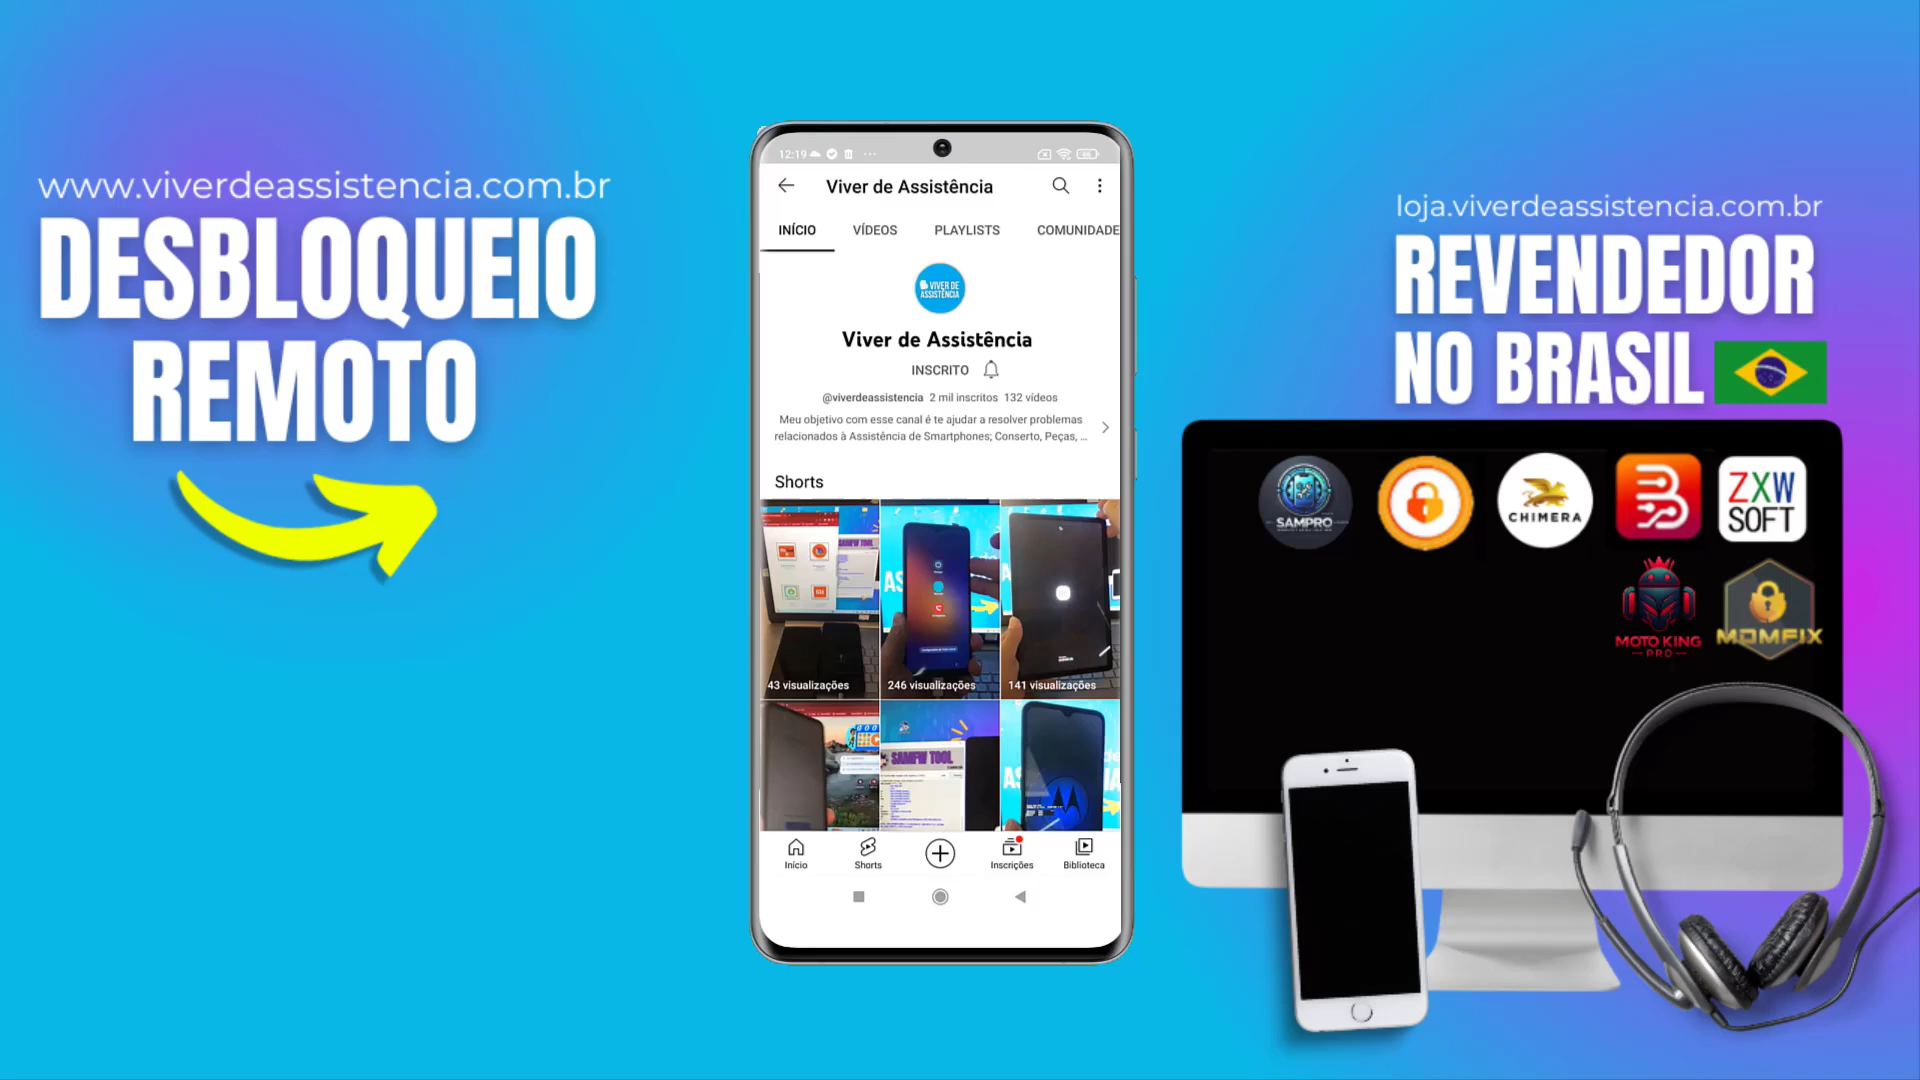 www.viverdeassistencia.com.br
DESBLOQUEIO
REMOTO
12:19
Viver de Assistência
INÍCIO
VÍDEOS
PLAYLISTS
COMUNIDADE
VIVER DE
ASSISTÊNCIA
Viver de Assistência
INSCRITO
@viverdeassistencia 2 mil inscritos 132 vídeos
Meu objetivo com esse canal é te ajudar a resolver problemas
relacionados à Assistência de Smartphones; Conserto, Peças, ...
Shorts
43 visualizações
246 visualizações
141 visualizações
SAMFW TOOL
Início
Shorts
Inscrições
Biblioteca
loja.viverdeassistencia.com.br
REVENDEDOR
NO BRASIL
SAMPRO
CHIMERA
ZXW
SOFT
MOTO KING
PRO
MDMFIX